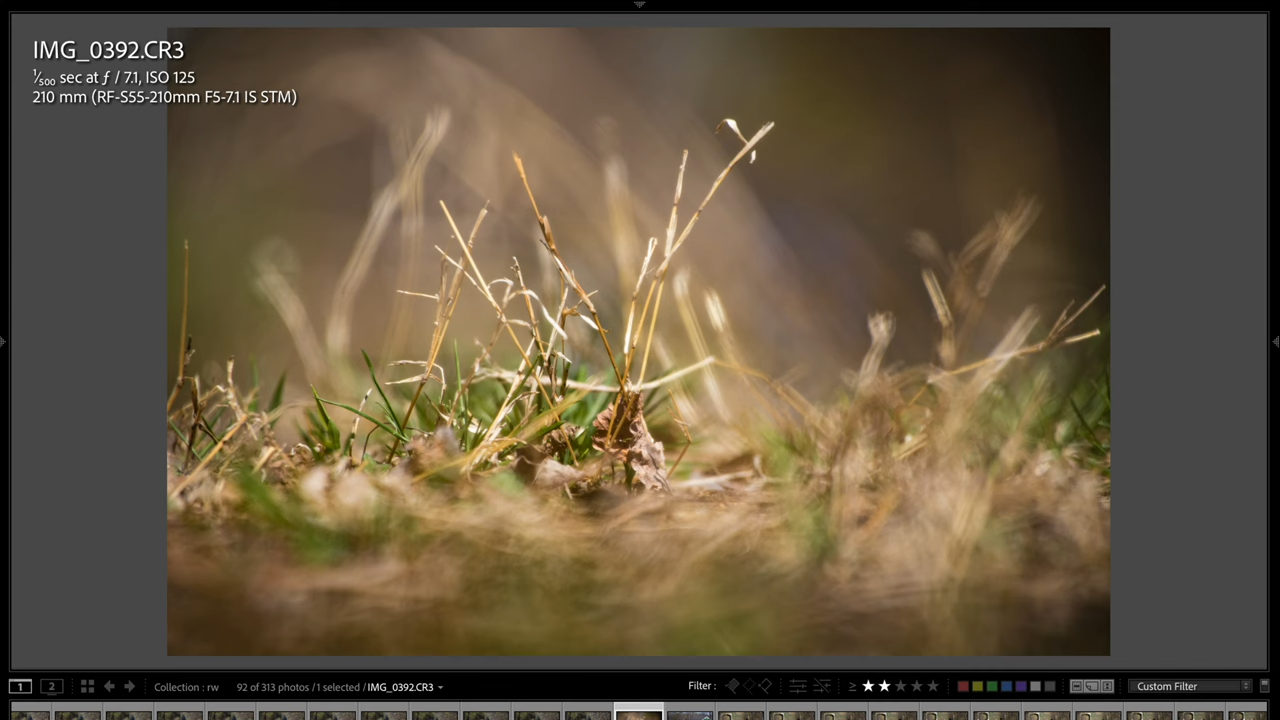 IMG_0392.CR3
1/500 sec at ƒ / 7.1, ISO 125
210 mm (RF-S55-210mm F5-7.1 IS STM)
1 2 Collection : rw 92 of 313 photos / 1 selected / IMG_0392.CR3 Filter : ≥ ★★★★★ Custom Filter